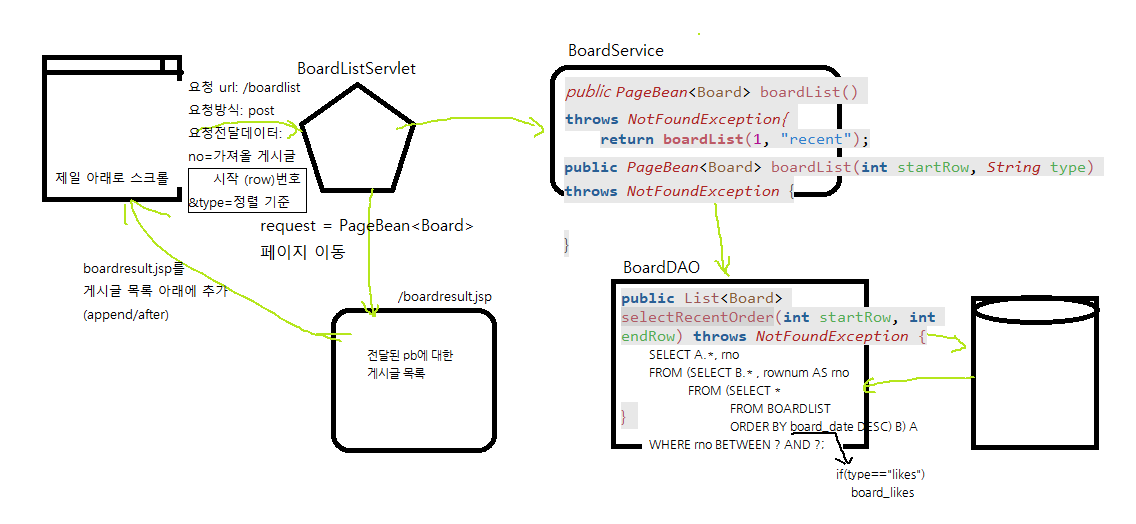 제일 아래로 스크롤
요청 url: /boardlist
요청방식: post
요청전달데이터:
no=가져올 게시글
시작 (row)번호
&type=정렬 기준
BoardListServlet
request = PageBean<Board>
페이지 이동
boardresult.jsp를
게시글 목록 아래에 추가
(append/after)
/boardresult.jsp
전달된 pb에 대한
게시글 목록
BoardService
public PageBean<Board> boardList()
throws NotFoundException{
return boardList(1, "recent");
public PageBean<Board> boardList(int startRow, String type)
throws NotFoundException {
}
BoardDAO
public List<Board>
selectRecentOrder(int startRow, int
endRow) throws NotFoundException {
SELECT A.*, rno
FROM (SELECT B.* , rownum AS rno
FROM (SELECT *
FROM BOARDLIST
}
ORDER BY board_date DESC) B) A
WHERE rno BETWEEN ? AND ?;
if(type=="likes")
board_likes